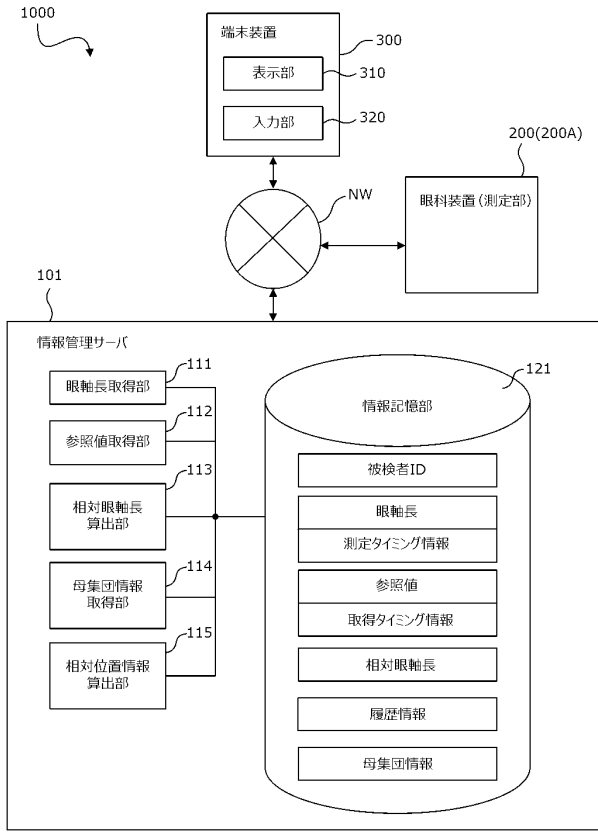 1000
端末装置
300
表示部
310
入力部
320
200(200A)
眼科装置(測定部)
NW
101
情報管理サーバ
眼軸長取得部
111
参照値取得部
112
相対眼軸長
算出部
113
母集団情報
取得部
114
相対位置情報
算出部
115
情報記憶部
121
被検者ID
眼軸長
測定タイミング情報
参照値
取得タイミング情報
相対眼軸長
履歴情報
母集団情報